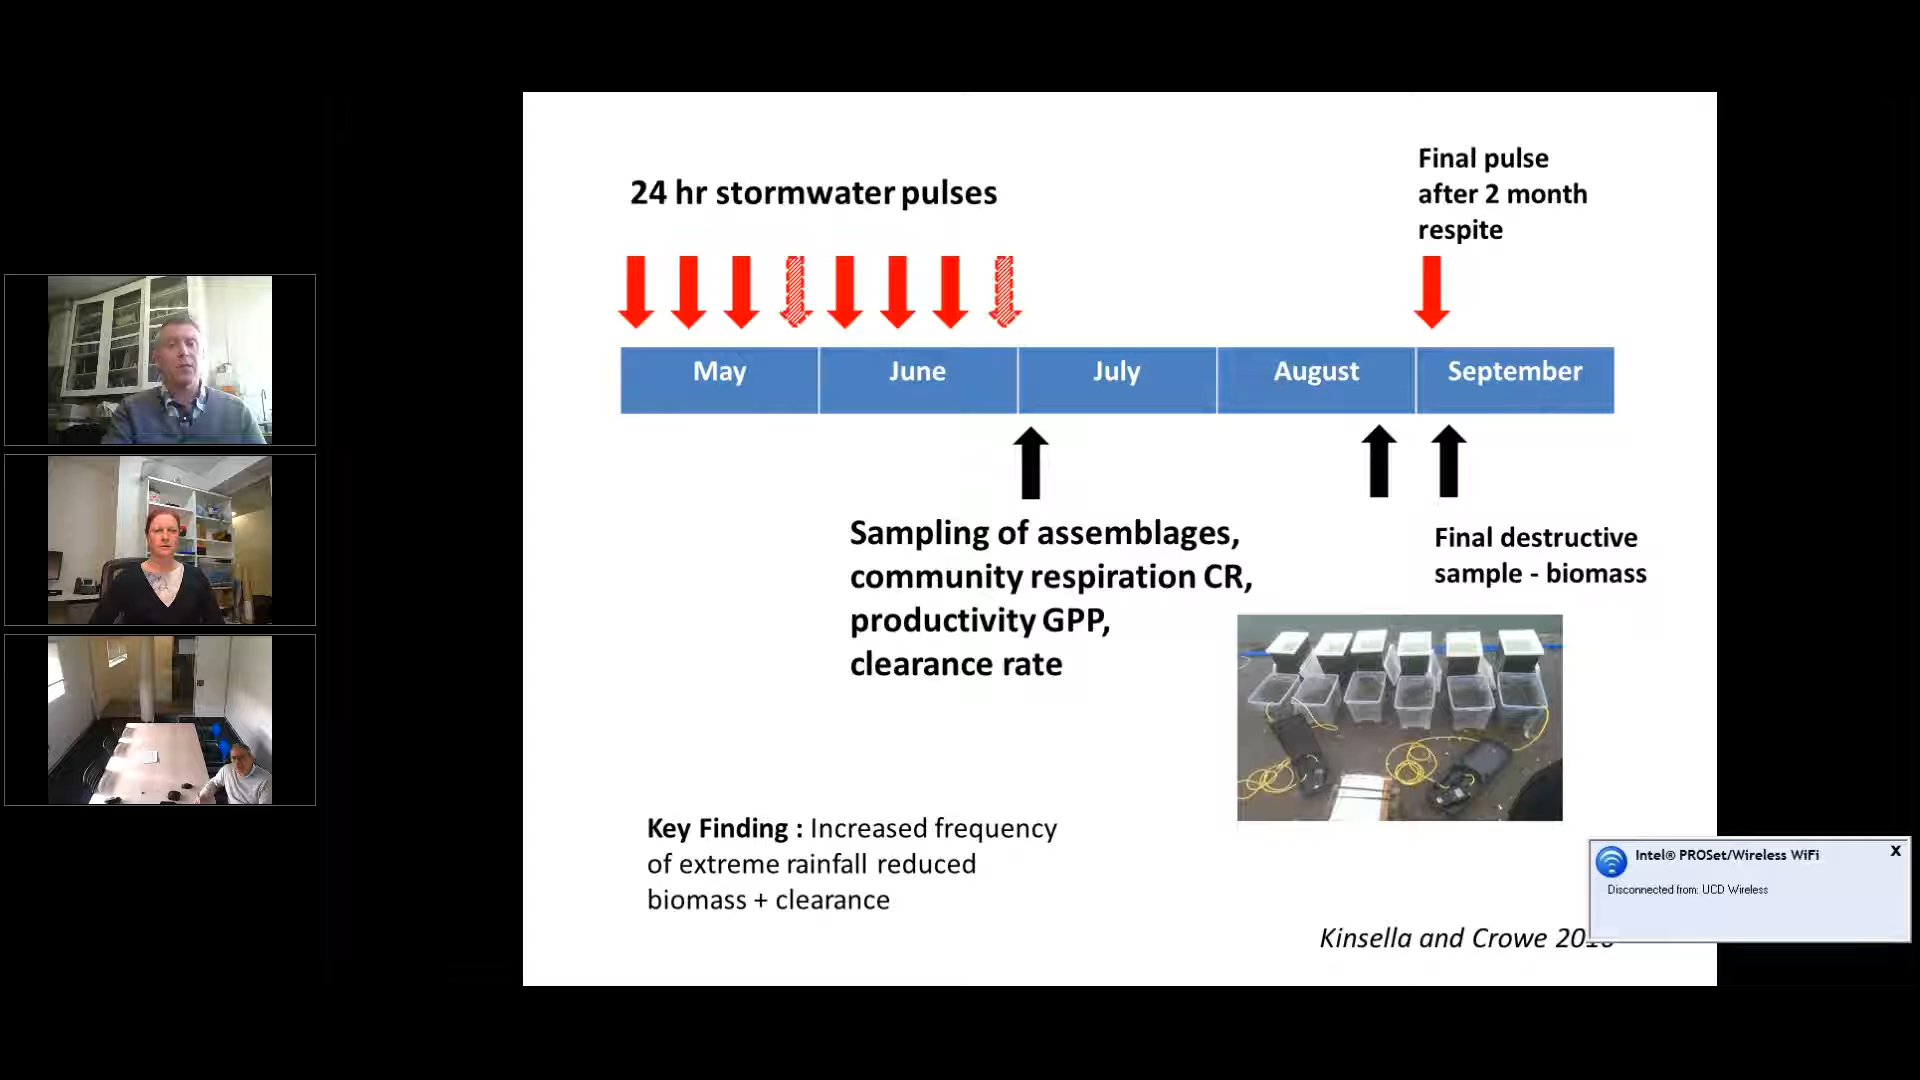 24 hr stormwater pulses
Final pulse
after 2 month
respite
May
June
July
August
September
Sampling of assemblages,
community respiration CR,
productivity GPP,
clearance rate
Final destructive
sample - biomass
Key Finding : Increased frequency
of extreme rainfall reduced
biomass + clearance
Intel® PROSet/Wireless WiFi
X
Disconnected from: UCD Wireless
Kinsella and Crowe